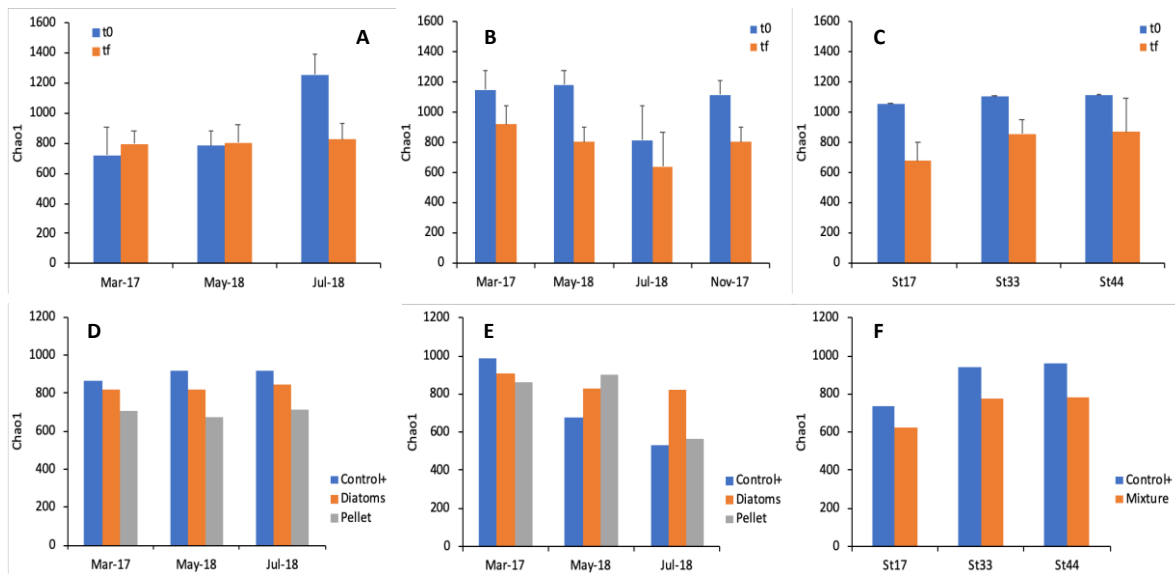 A
t0
tf
1600
1400
1200
1000
800
600
400
200
0
Chao1
Mar-17 May-18 Jul-18
B
t0
tf
1600
1400
1200
1000
800
600
400
200
0
Chao1
Mar-17 May-18 Jul-18 Nov-17
C
t0
tf
1600
1400
1200
1000
800
600
400
200
0
Chao1
St17 St33 St44
D
1200
1000
800
600
400
200
0
Chao1
Control+
Diatoms
Pellet
Mar-17 May-18 Jul-18
E
1200
1000
800
600
400
200
0
Chao1
Control+
Diatoms
Pellet
Mar-17 May-18 Jul-18
F
1200
1000
800
600
400
200
0
Chao1
Control+
Mixture
St17 St33 St44